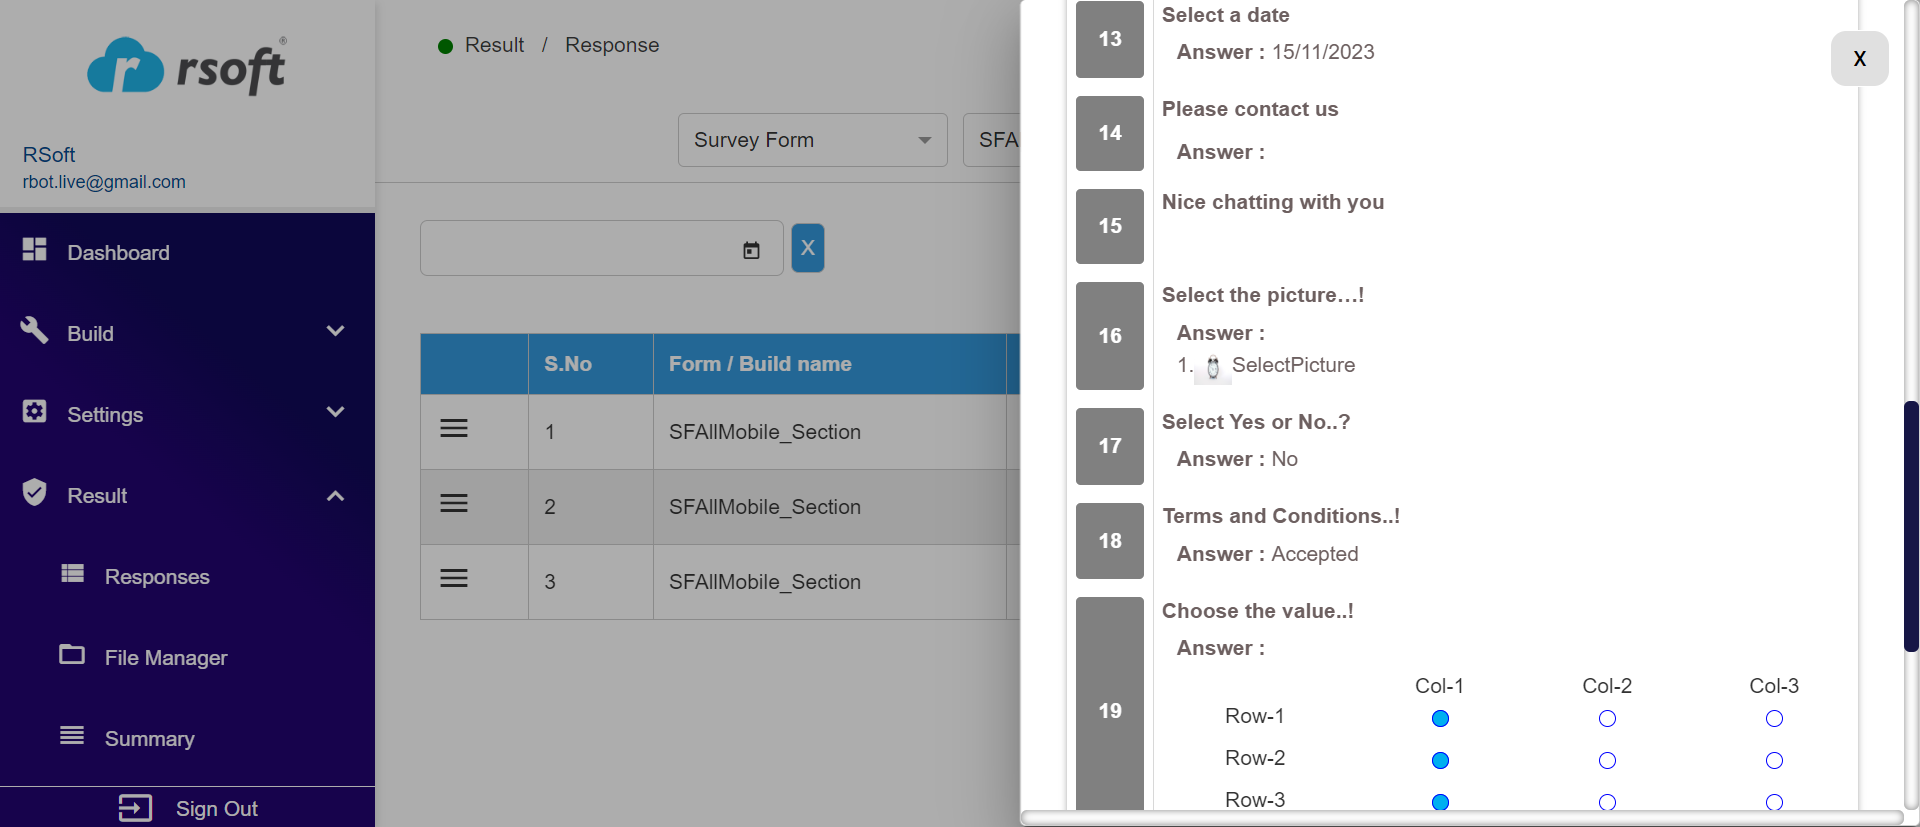 rsoft®
RSoft
rbot.live@gmail.com
Dashboard
Build
Settings
Result
Responses
File Manager
Summary
Sign Out
Result / Response
Survey Form
SFA
X
S.No Form / Build name
1 SFAllMobile_Section
2 SFAllMobile_Section
3 SFAllMobile_Section
X
13 Select a date
Answer : 15/11/2023
14 Please contact us
Answer :
15 Nice chatting with you
16 Select the picture...!
Answer :
1. SelectPicture
17 Select Yes or No..?
Answer : No
18 Terms and Conditions..!
Answer : Accepted
19 Choose the value..!
Answer :
Col-1 Col-2 Col-3
Row-1
Row-2
Row-3